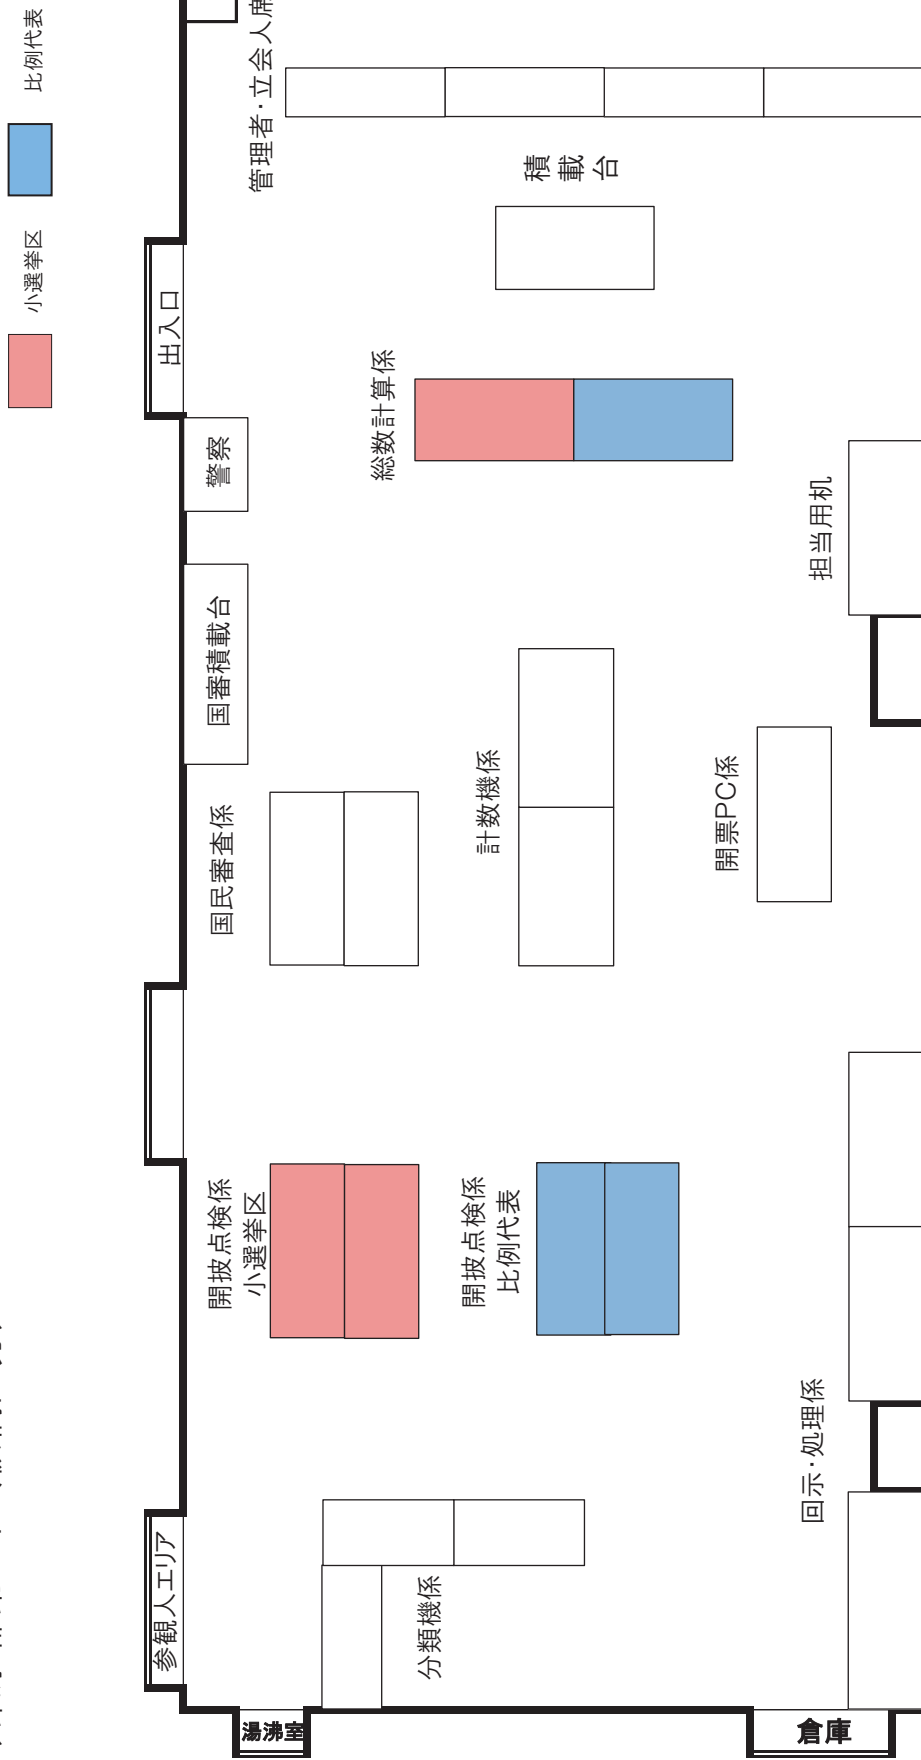 小選挙区
比例代表
参観人エリア
出入口
湯沸室
開披点検係
小選挙区
国民審査係
国審積載台
警察
管理者・立会人席
分類機係
開披点検係
比例代表
計数機係
総数計算係
積載台
開票PC係
倉庫
回示・処理係
担当用机